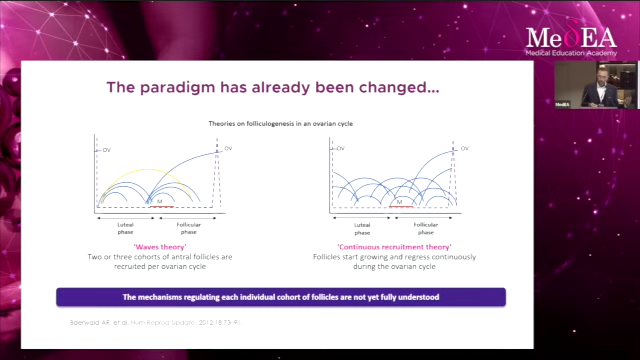 MeDEA
Medical Education Academy
MedEA
The paradigm has already been changed...
Theories on folliculogenesis in an ovarian cycle
OV
OV
M
Luteal
phase
Follicular
phase
'Waves theory'
Two or three cohorts of antral follicles are
recruited per ovarian cycle
OV
OV
M
Luteal
phase
Follicular
phase
'Continuous recruitment theory'
Follicles start growing and regress continuously
during the ovarian cycle
The mechanisms regulating each individual cohort of follicles are not yet fully understood
Baerwald AR, et al. Hum Reprod Update. 2012;18:73–91.